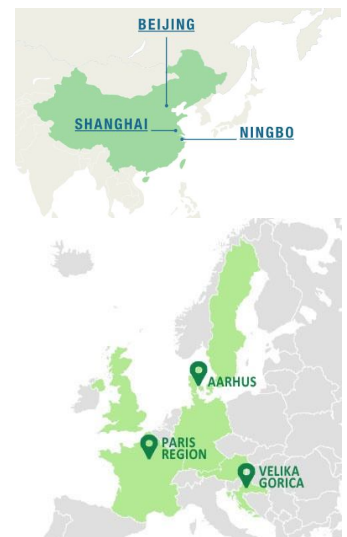 BEIJING
SHANGHAI
NINGBO
AARHUS
PARIS
REGION
VELIKA
GORICA